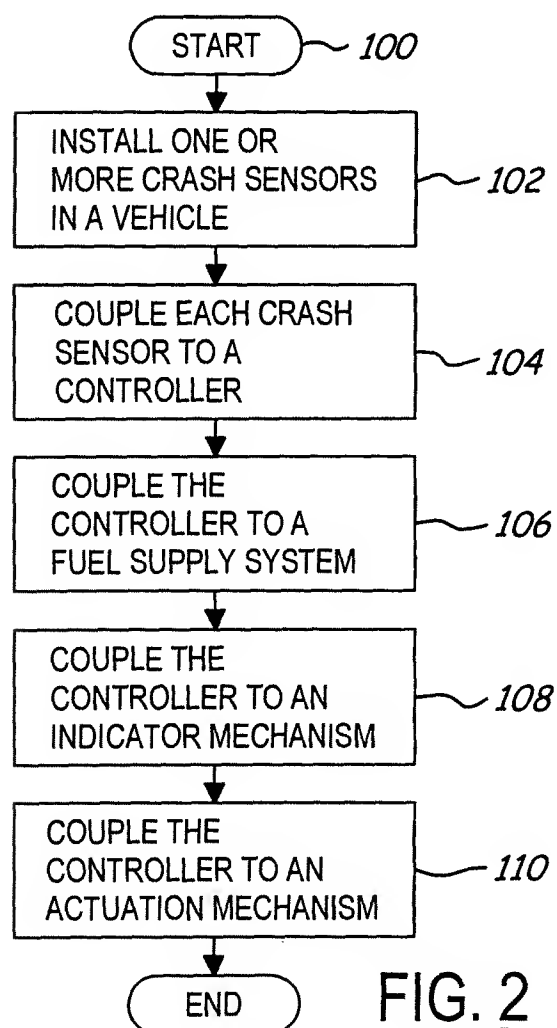 START
100
INSTALL ONE OR
MORE CRASH SENSORS
IN A VEHICLE
102
COUPLE EACH CRASH
SENSOR TO A
CONTROLLER
104
COUPLE THE
CONTROLLER TO A
FUEL SUPPLY SYSTEM
106
COUPLE THE
CONTROLLER TO AN
INDICATOR MECHANISM
108
COUPLE THE
CONTROLLER TO AN
ACTUATION MECHANISM
110
END
FIG. 2